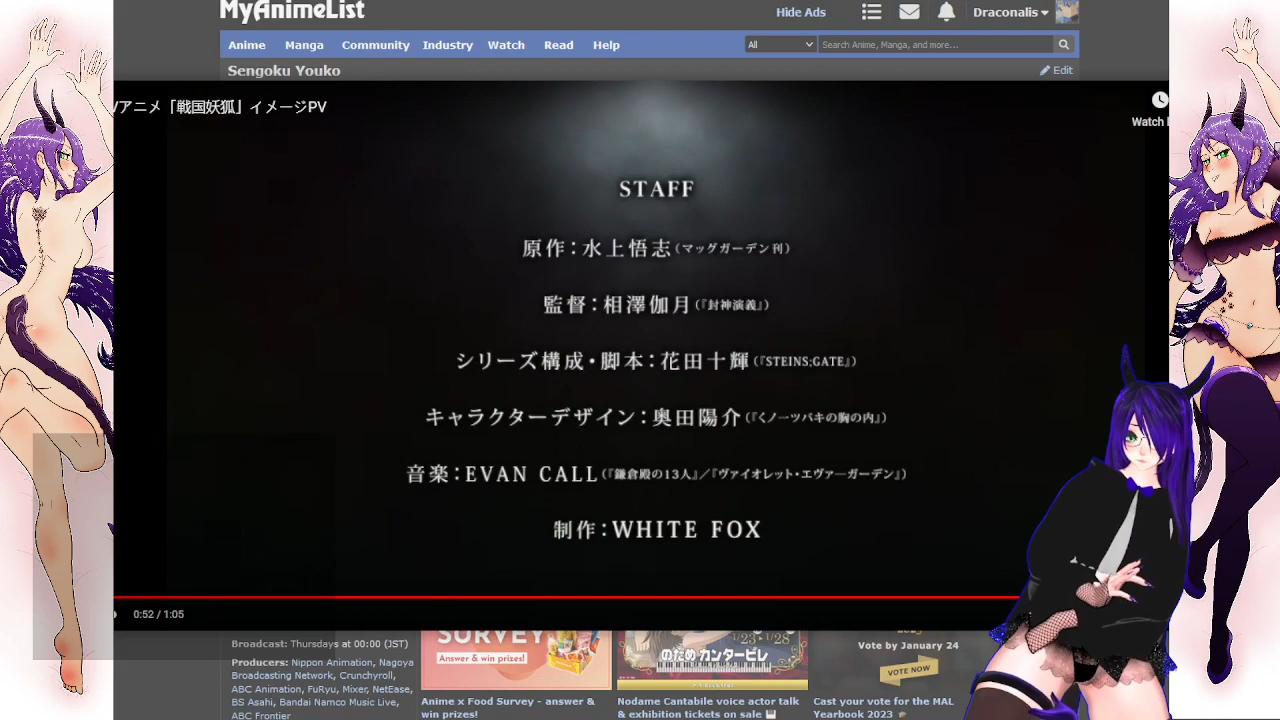 MyAnimeList
Hide Ads
Draconalis
Anime Manga Community Industry Watch Read Help
All
Search Anime, Manga, and more...
Sengoku Youko
Edit
Vアニメ「戦国妖狐」イメージPV
Watch
STAFF
原作:水上悟志(マッグガーデン刊)
監督:相澤伽月(『封神演義』)
シリーズ構成・脚本:花田十輝(『STEINS;GATE』)
キャラクターデザイン:奥田陽介(『くノ一ツバキの胸の内』)
音楽:EVAN CALL(『鎌倉殿の13人』/『ヴァイオレット・エヴァーガーデン』)
制作:WHITE FOX
0:52 / 1:05
Broadcast: Thursdays at 00:00 (JST)
Producers: Nippon Animation, Nagoya
Broadcasting Network, Crunchyroll,
ABC Animation, FuRyu, Mixer, NetEase,
BS Asahi, Bandai Namco Music Live,
ABC Frontier
SURVEY
Answer & win prizes!
Anime x Food Survey - answer &
win prizes!
1/23 1/28
のだめカンタービレ
Nodame Cantabile voice actor talk
& exhibition tickets on sale
Vote by January 24
VOTE NOW
Cast your vote for the MAL
Yearbook 2023